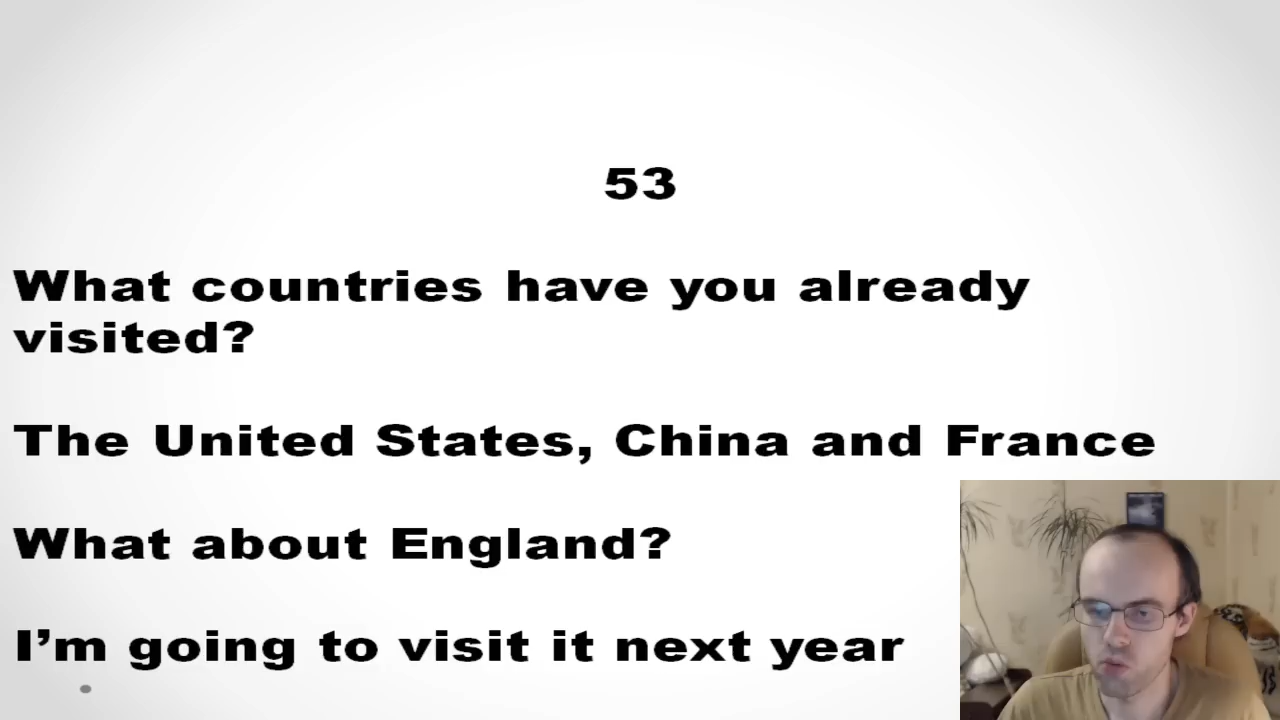 53
What countries have you already
visited?
The United States, China and France
What about England?
I’m going to visit it next year